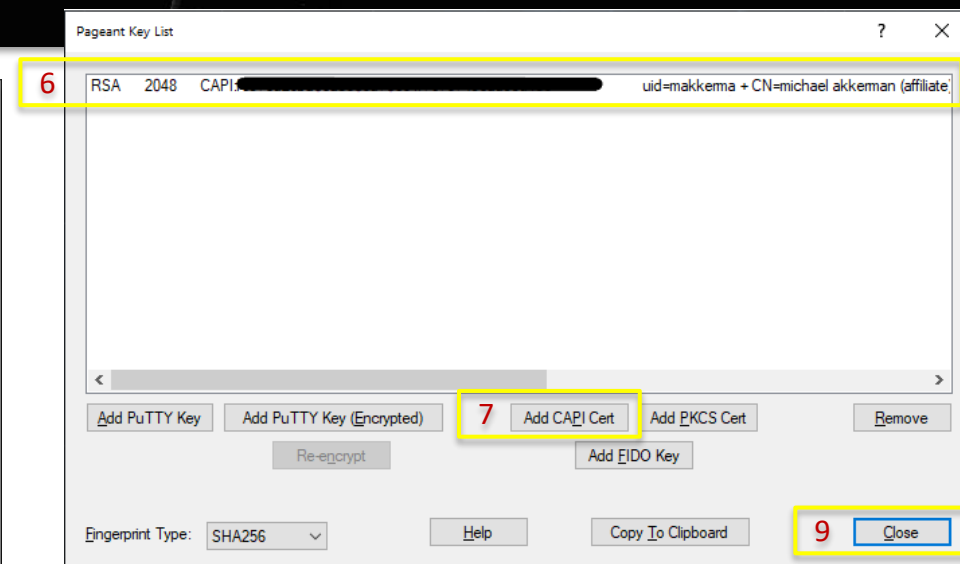 Pageant Key List
?
6
RSA 2048 CAPI: uid=makkerma + CN=michael akkerman (affiliate)
Add PuTTY Key Add PuTTY Key (Encrypted) 7 Add CAPI Cert Add PKCS Cert Remove
Re-encrypt Add FIDO Key
Fingerprint Type: SHA256 Help Copy To Clipboard 9 Close